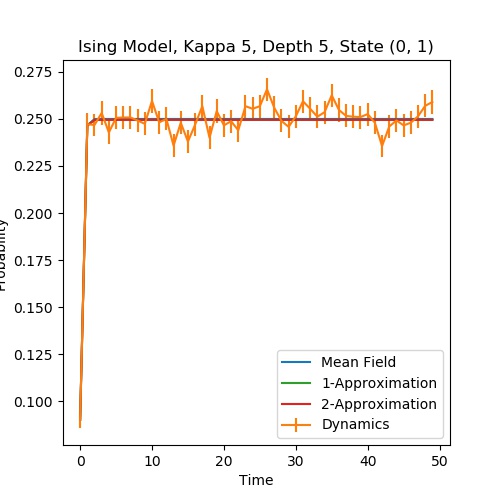 Ising Model, Kappa 5, Depth 5, State (0, 1)
0.275
0.250
0.225
0.200
0.175
0.150
0.125
0.100
Probability
Mean Field
1-Approximation
2-Approximation
Dynamics
0 10 20 30 40 50
Time